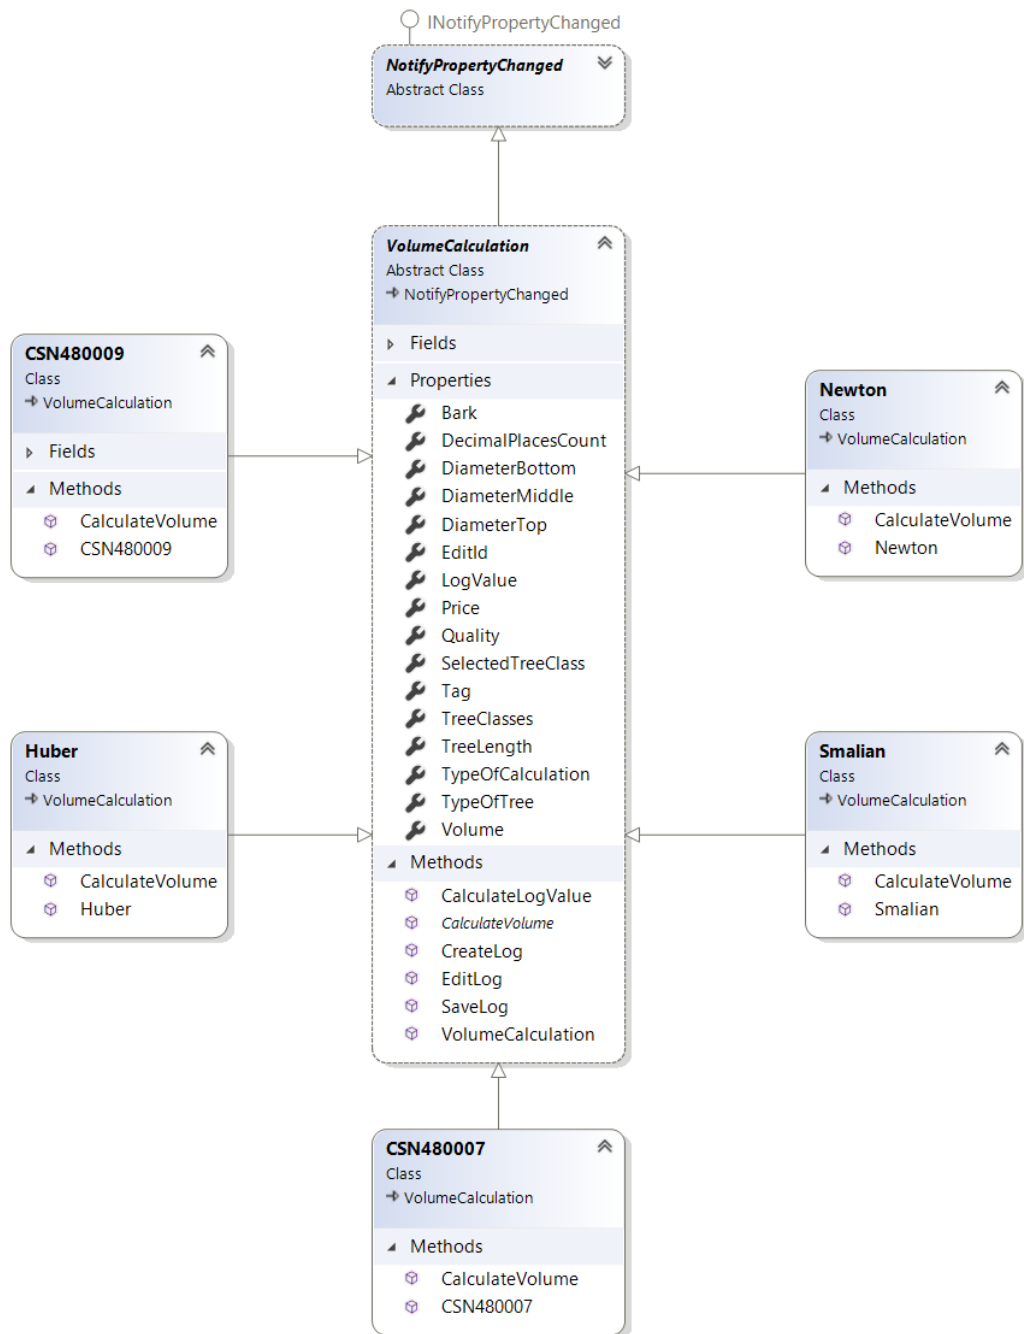 INotifyPropertyChanged
NotifyPropertyChanged
Abstract Class
VolumeCalculation
Abstract Class
NotifyPropertyChanged
Fields
Properties
Bark
DecimalPlacesCount
DiameterBottom
DiameterMiddle
DiameterTop
EditId
LogValue
Price
Quality
SelectedTreeClass
Tag
TreeClasses
TreeLength
TypeOfCalculation
TypeOfTree
Volume
Methods
CalculateLogValue
CalculateVolume
CreateLog
EditLog
SaveLog
VolumeCalculation
CSN480009
Class
VolumeCalculation
Fields
Methods
CalculateVolume
CSN480009
Newton
Class
VolumeCalculation
Methods
CalculateVolume
Newton
Huber
Class
VolumeCalculation
Methods
CalculateVolume
Huber
Smalian
Class
VolumeCalculation
Methods
CalculateVolume
Smalian
CSN480007
Class
VolumeCalculation
Methods
CalculateVolume
CSN480007